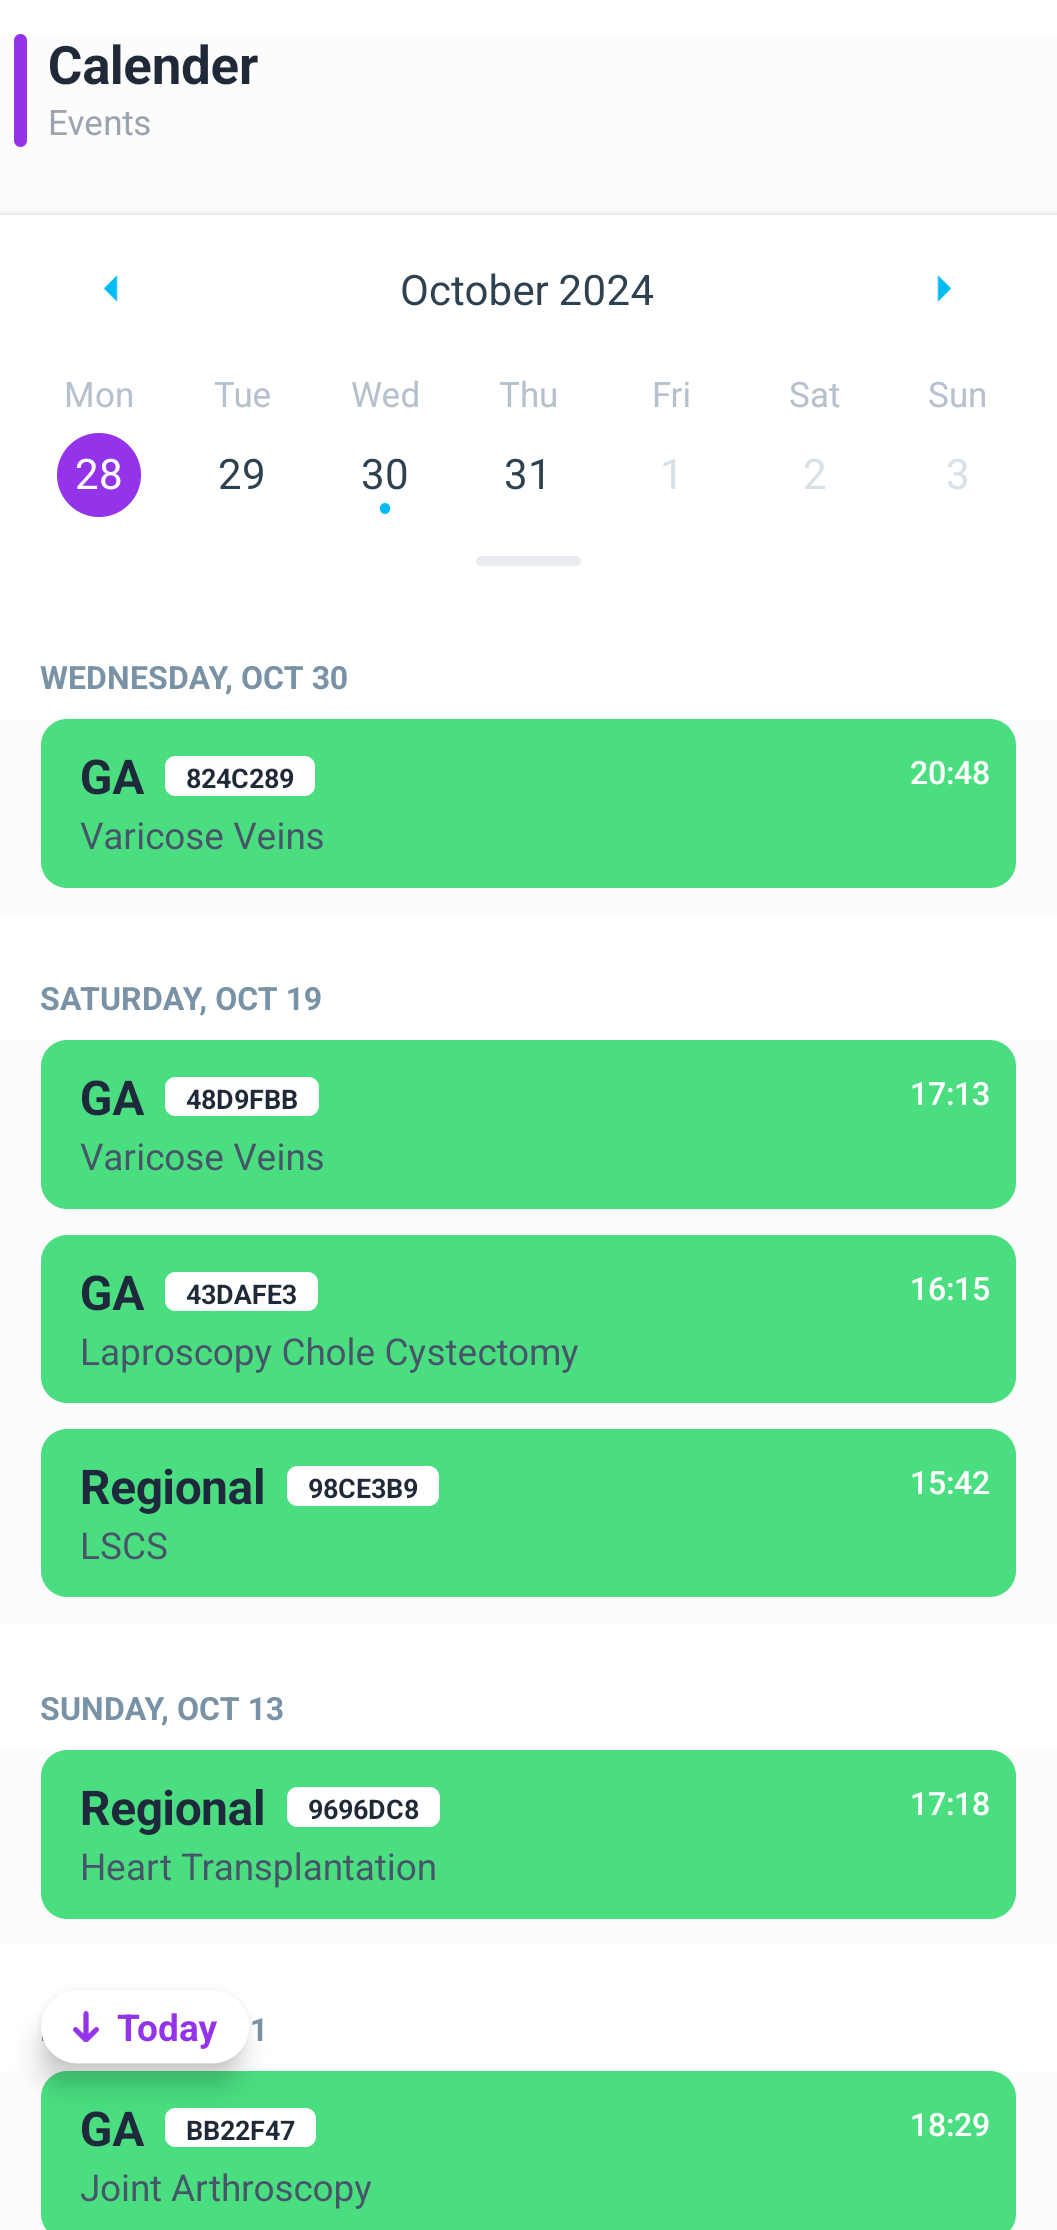 Calender
Events
October 2024
Mon Tue Wed Thu Fri Sat Sun
28 29 30 31 1 2 3
WEDNESDAY, OCT 30
GA 824C289 20:48
Varicose Veins
SATURDAY, OCT 19
GA 48D9FBB 17:13
Varicose Veins
GA 43DAFE3 16:15
Laproscopy Chole Cystectomy
Regional 98CE3B9 15:42
LSCS
SUNDAY, OCT 13
Regional 9696DC8 17:18
Heart Transplantation
Today 1
GA BB22F47 18:29
Joint Arthroscopy